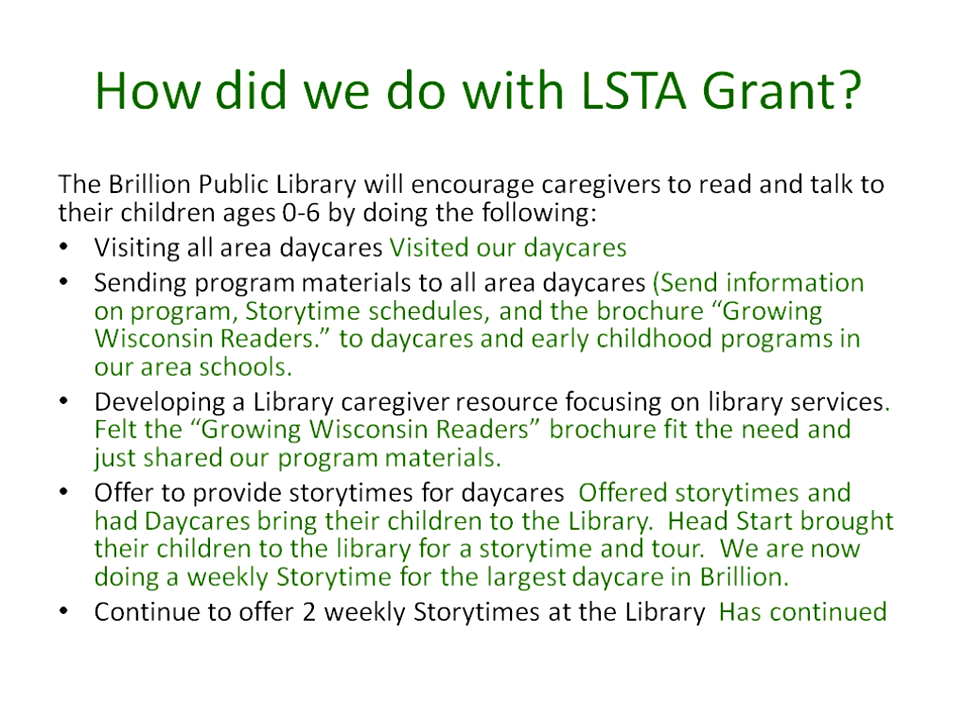 How did we do with LSTA Grant?
The Brillion Public Library will encourage caregivers to read and talk to
their children ages 0-6 by doing the following:
• Visiting all area daycares Visited our daycares
• Sending program materials to all area daycares (Send information
on program, Storytime schedules, and the brochure “Growing
Wisconsin Readers.” to daycares and early childhood programs in
our area schools.
• Developing a Library caregiver resource focusing on library services.
Felt the “Growing Wisconsin Readers” brochure fit the need and
just shared our program materials.
• Offer to provide storytimes for daycares Offered storytimes and
had Daycares bring their children to the Library. Head Start brought
their children to the library for a storytime and tour. We are now
doing a weekly Storytime for the largest daycare in Brillion.
• Continue to offer 2 weekly Storytimes at the Library Has continued